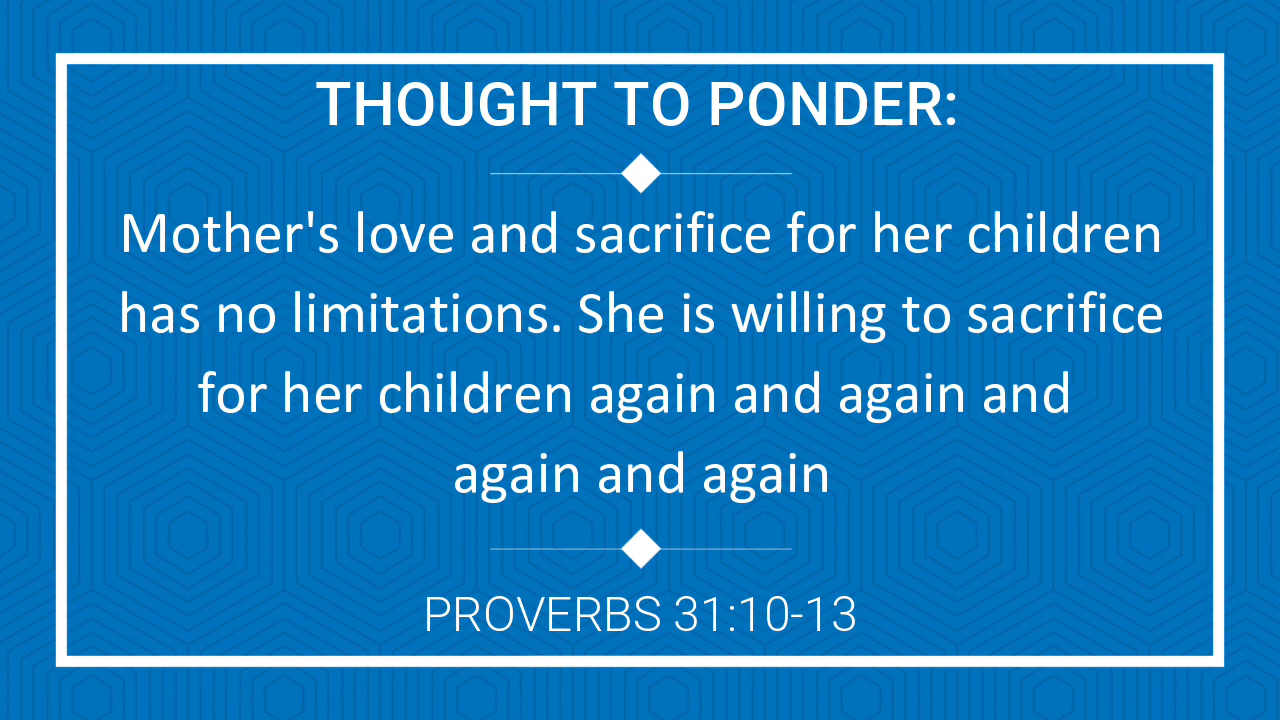 THOUGHT TO PONDER:
Mother's love and sacrifice for her children
has no limitations. She is willing to sacrifice
for her children again and again and
again and again
PROVERBS 31:10-13